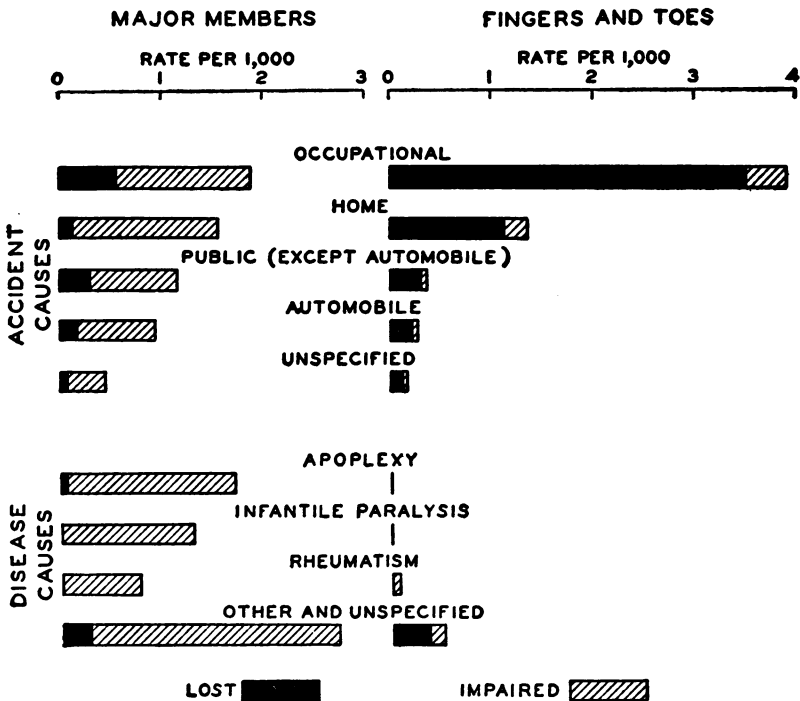 MAJOR MEMBERS
FINGERS AND TOES
RATE PER 1,000
RATE PER 1,000
0 1 2 3
0 1 2 3 4
ACCIDENT
CAUSES
OCCUPATIONAL
HOME
PUBLIC (EXCEPT AUTOMOBILE)
AUTOMOBILE
UNSPECIFIED
DISEASE
CAUSES
APOPLEXY
INFANTILE PARALYSIS
RHEUMATISM
OTHER AND UNSPECIFIED
LOST
IMPAIRED